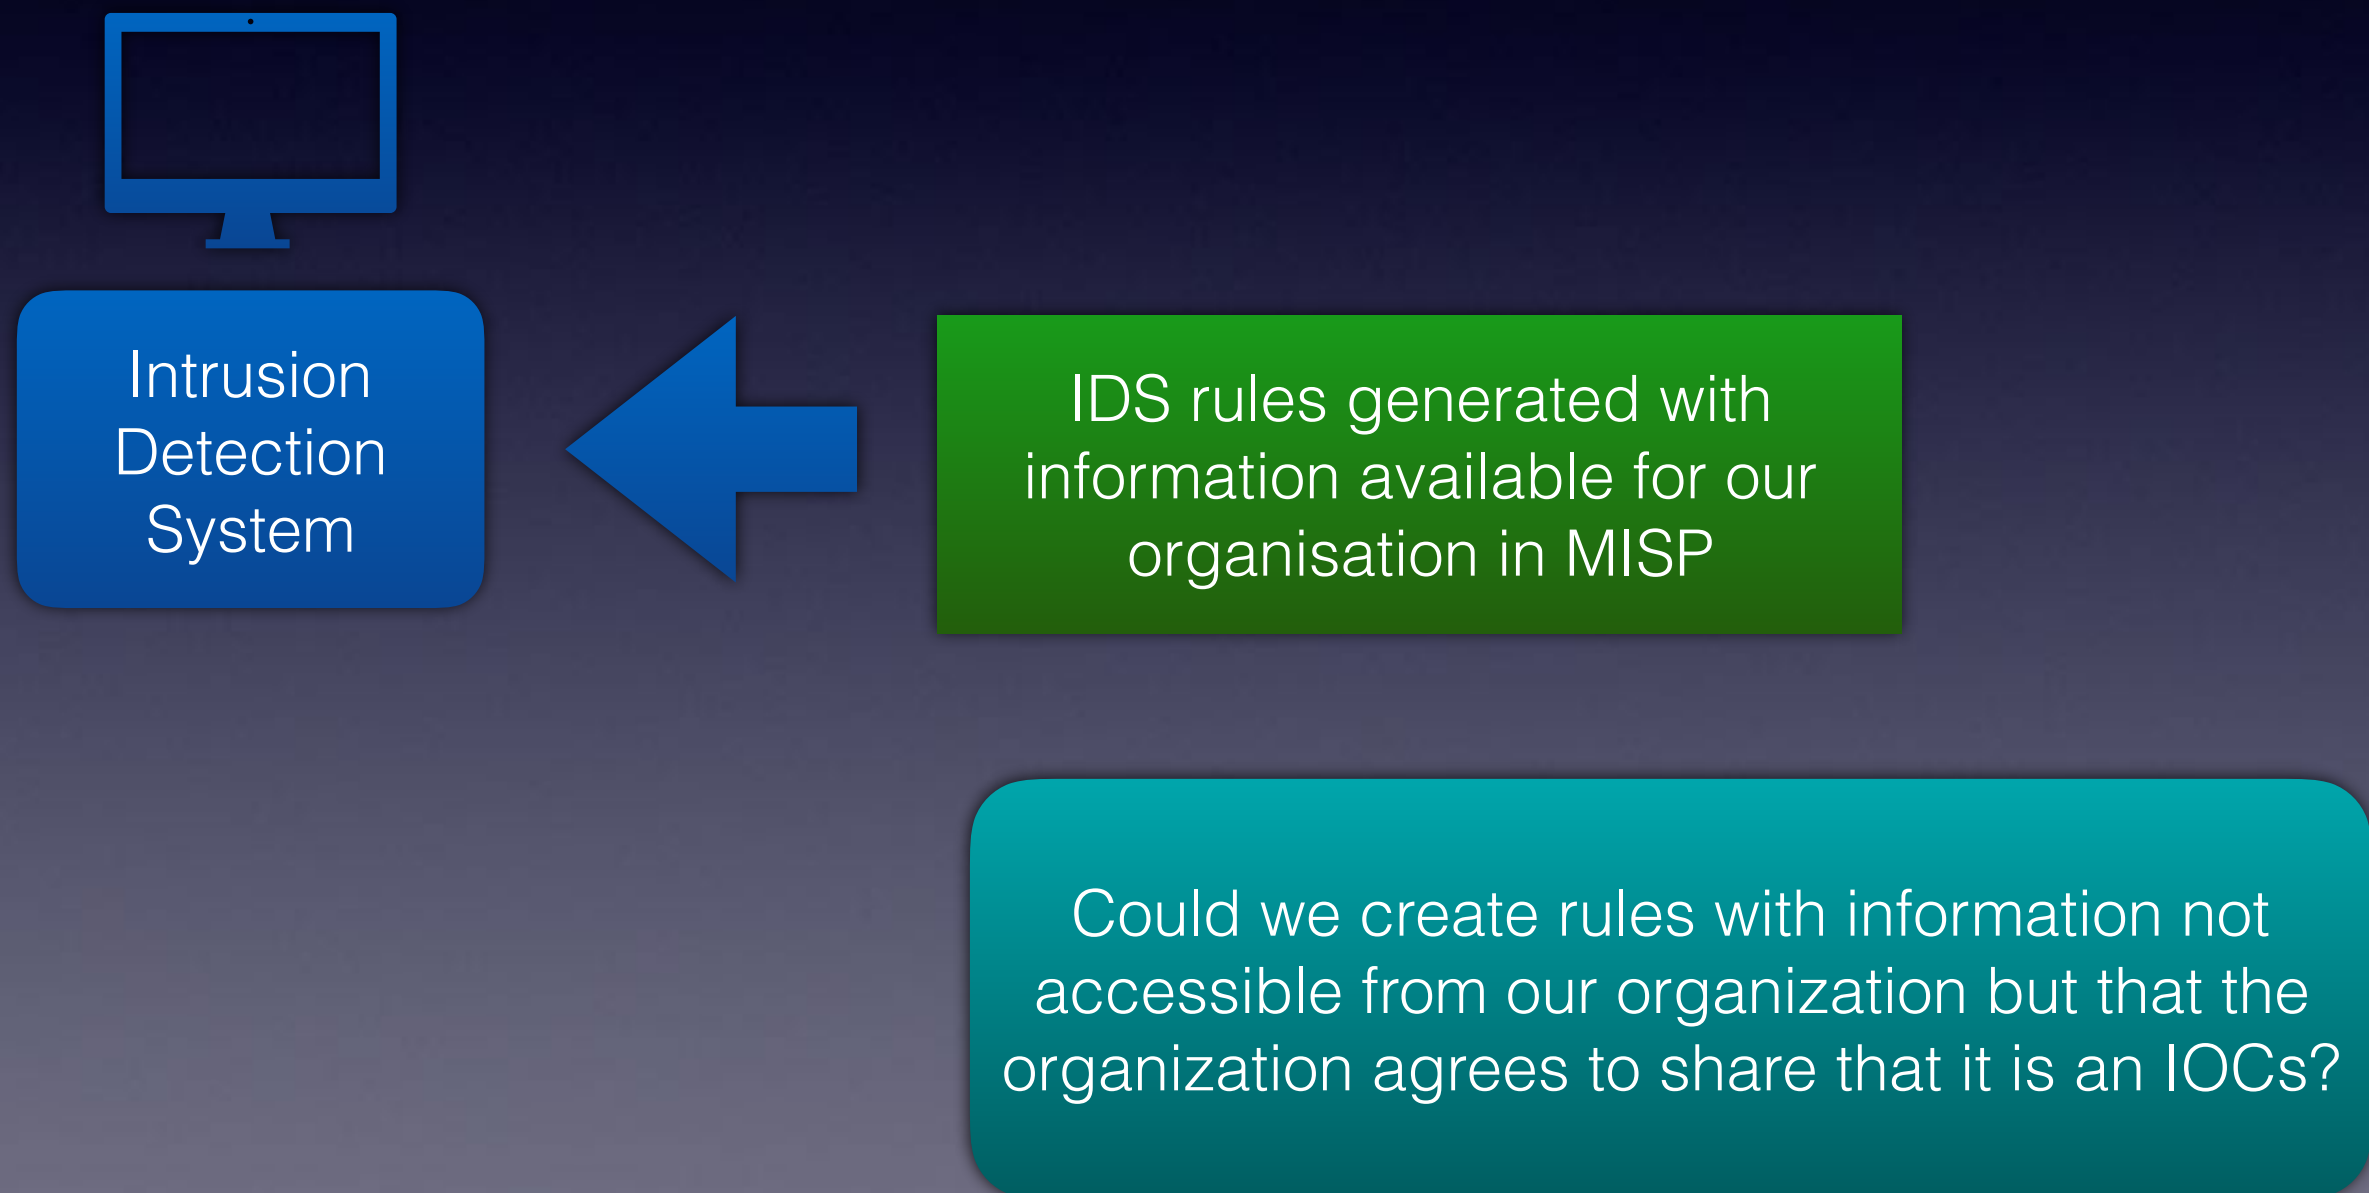 Intrusion
Detection
System
IDS rules generated with
information available for our
organisation in MISP
Could we create rules with information not
accessible from our organization but that the
organization agrees to share that it is an IOCs?